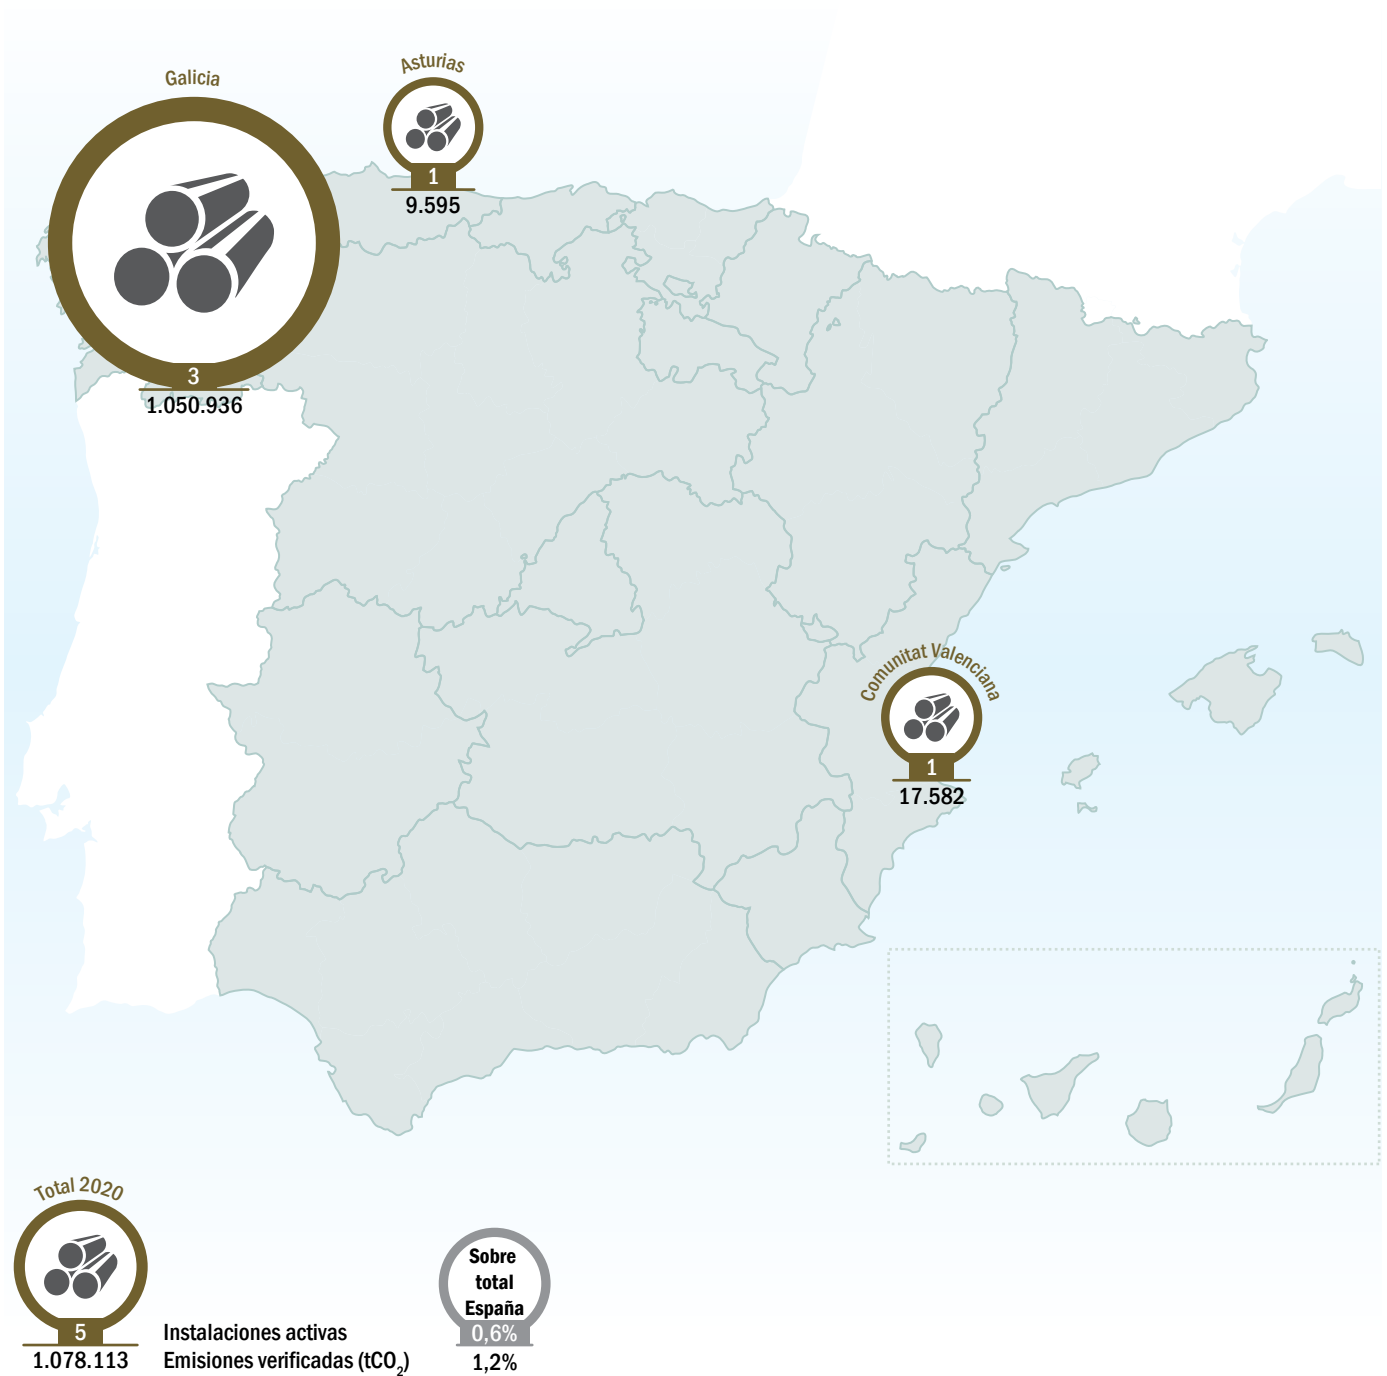 Galicia
3
1.050.936
Asturias
1
9.595
Comunitat Valenciana
1
17.582
Total 2020
5
1.078.113
Instalaciones activas
Emisiones verificadas (tCO₂)
Sobre
total
España
0,6%
1,2%